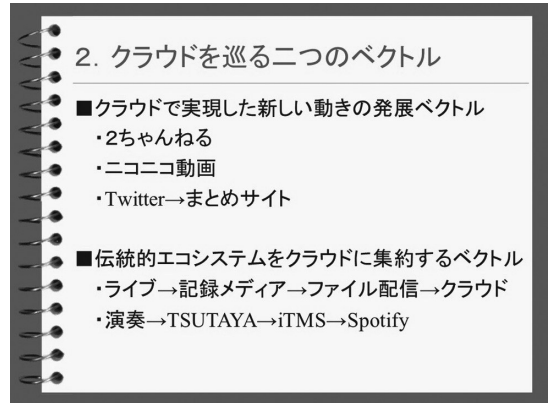 2. クラウドを巡る二つのベクトル
■クラウドで実現した新しい動きの発展ベクトル
・2ちゃんねる
・ニコニコ動画
・Twitter→まとめサイト
■伝統的エコシステムをクラウドに集約するベクトル
・ライブ→記録メディア→ファイル配信→クラウド
・演奏→TSUTAYA→iTMS→Spotify